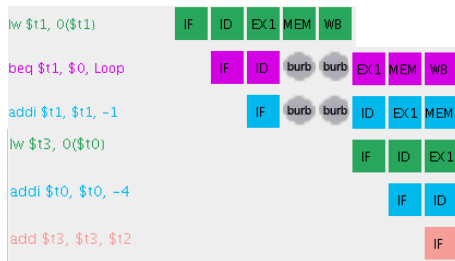 lw $t1, 0($t1) IF ID EX1 MEM WB
beq $t1, $0, Loop IF ID burb burb EX1 MEM WB
addi $t1, $t1, -1 IF burb burb ID EX1 MEM
lw $t3, 0($t0) IF ID EX1
addi $t0, $t0, -4 IF ID
add $t3, $t3, $t2 IF